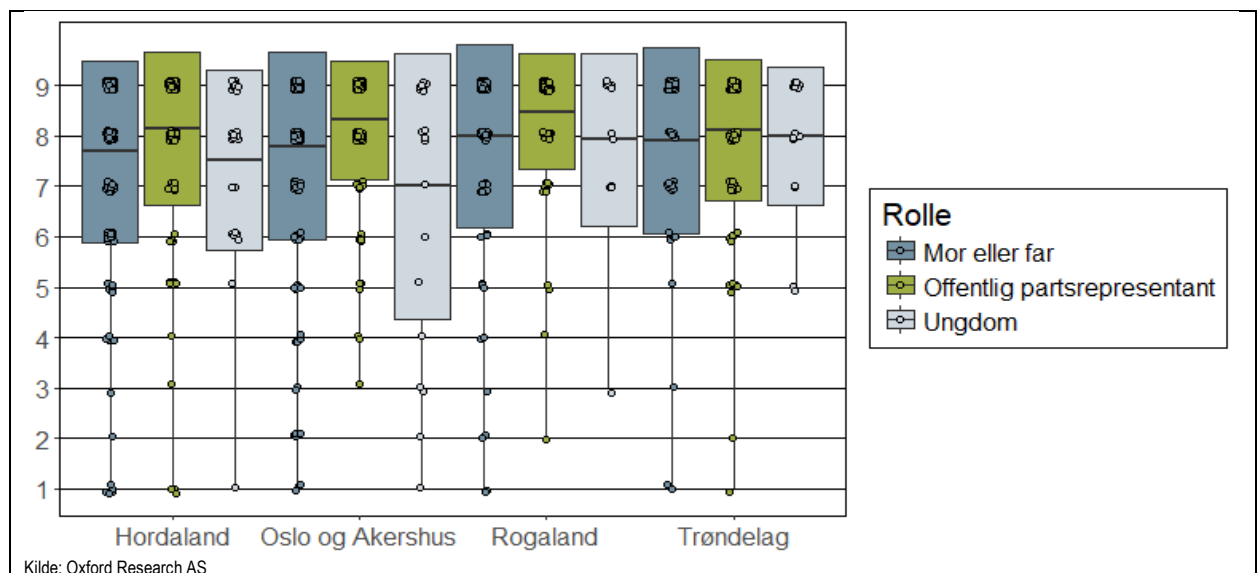 9
8
7
6
5
4
3
2
1
Hordaland Oslo og Akershus Rogaland Trøndelag
Rolle
Mor eller far
Offentlig partsrepresentant
Ungdom
Kilde: Oxford Research AS